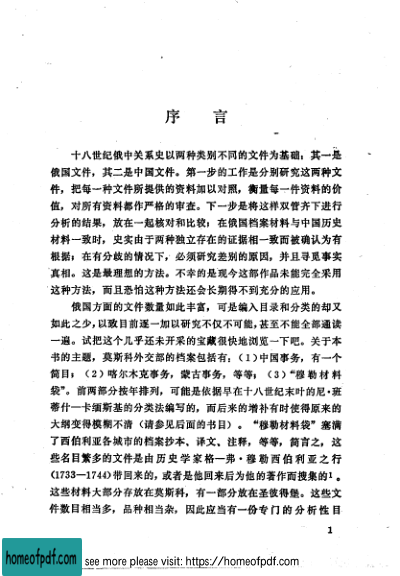 序 言
十八世纪俄中关系史以两种类别不同的文件为基础：其一是
俄国文件，其二是中国文件。第一步的工作是分别研究这两种文
件，把每一种文件所提供的资料加以对照，衡量每一件资料的价
值，对所有资料都作严格的审查。下一步是将这样双管齐下进行
分析的结果，放在一起核对和比较；在俄国档案材料与中国历史
材料一致时，史实由于两种独立存在的证据相一致而被确认为有
根据；在有分歧的情况下，必须研究差别的原因，并且寻觅事实
真相。这是最理想的方法。不幸的是现今这部作品未能完全采用
这种方法，而且恐怕这种方法还会长期得不到充分的应用。
俄国方面的文件数量如此丰富，可是编入目录和分类的却又
如此之少，以致目前逐一加以研究不仅不可能，甚至不能全部通读
一遍。试把这个几乎还未开采的宝藏很快地浏览一下吧。关于本
书的主题，莫斯科外交部的档案包括有：（1）中国事务，有一个
简目；（2）喀尔木克事务，蒙古事务，等等；（3）“穆勒材料
袋”。前两部分按年排列，可能是依据早在十八世纪末叶的尼·班
蒂什—卡缅斯基的分类法编写的，而后来的增补有时使得原来的
大纲变得模糊不清（请参见后面的书目）。“穆勒材料袋”塞满
了西伯利亚各城市的档案抄本、译文、注释，等等，简言之，这
些名目繁多的文件是由历史学家格—弗·穆勒西伯利亚之行
（1733—1744）带回来的，或者是他回来后为他的著作而搜集的¹。
这些材料大部分存放在莫斯科，有一部分放在圣彼得堡。这些文
件数目相当多，品种相当杂。因此应当有一份专门的分析性目
1
homeofpdf.com
see more please visit: https://homeofpdf.com
homeofpdf.com